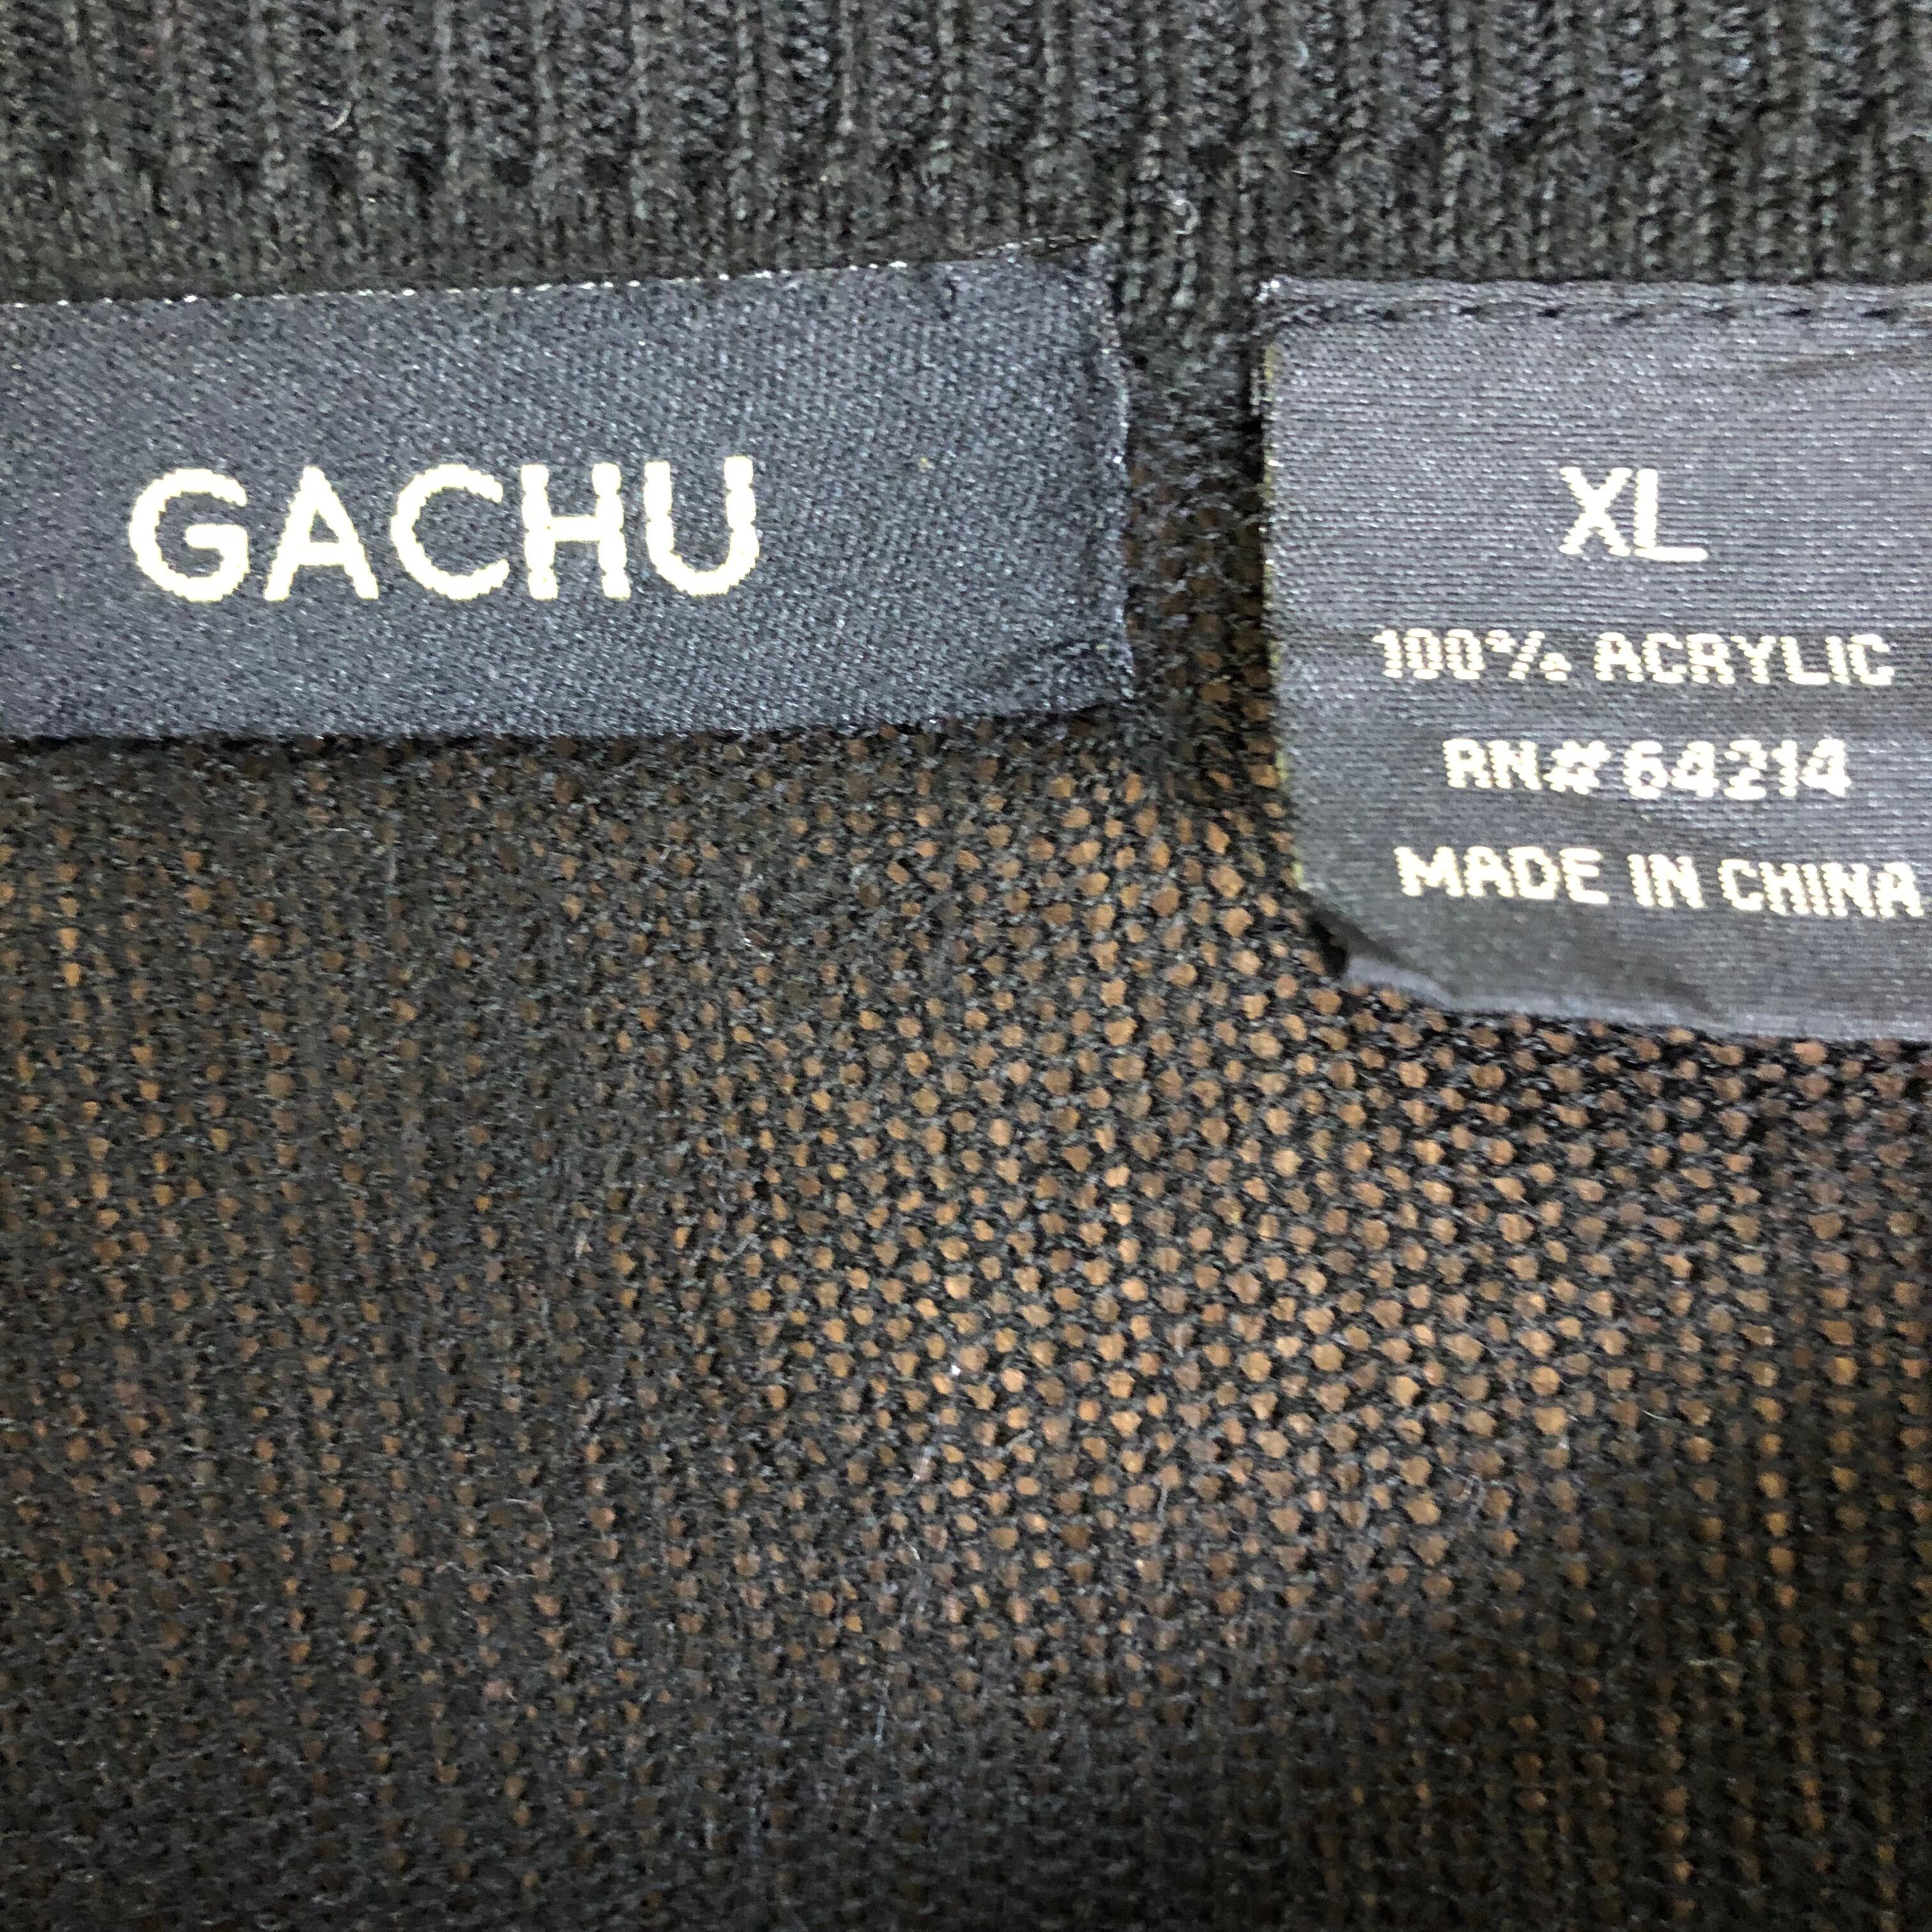 GACHU
XL
100% ACRYLIC
RN# 64214
MADE IN CHINA